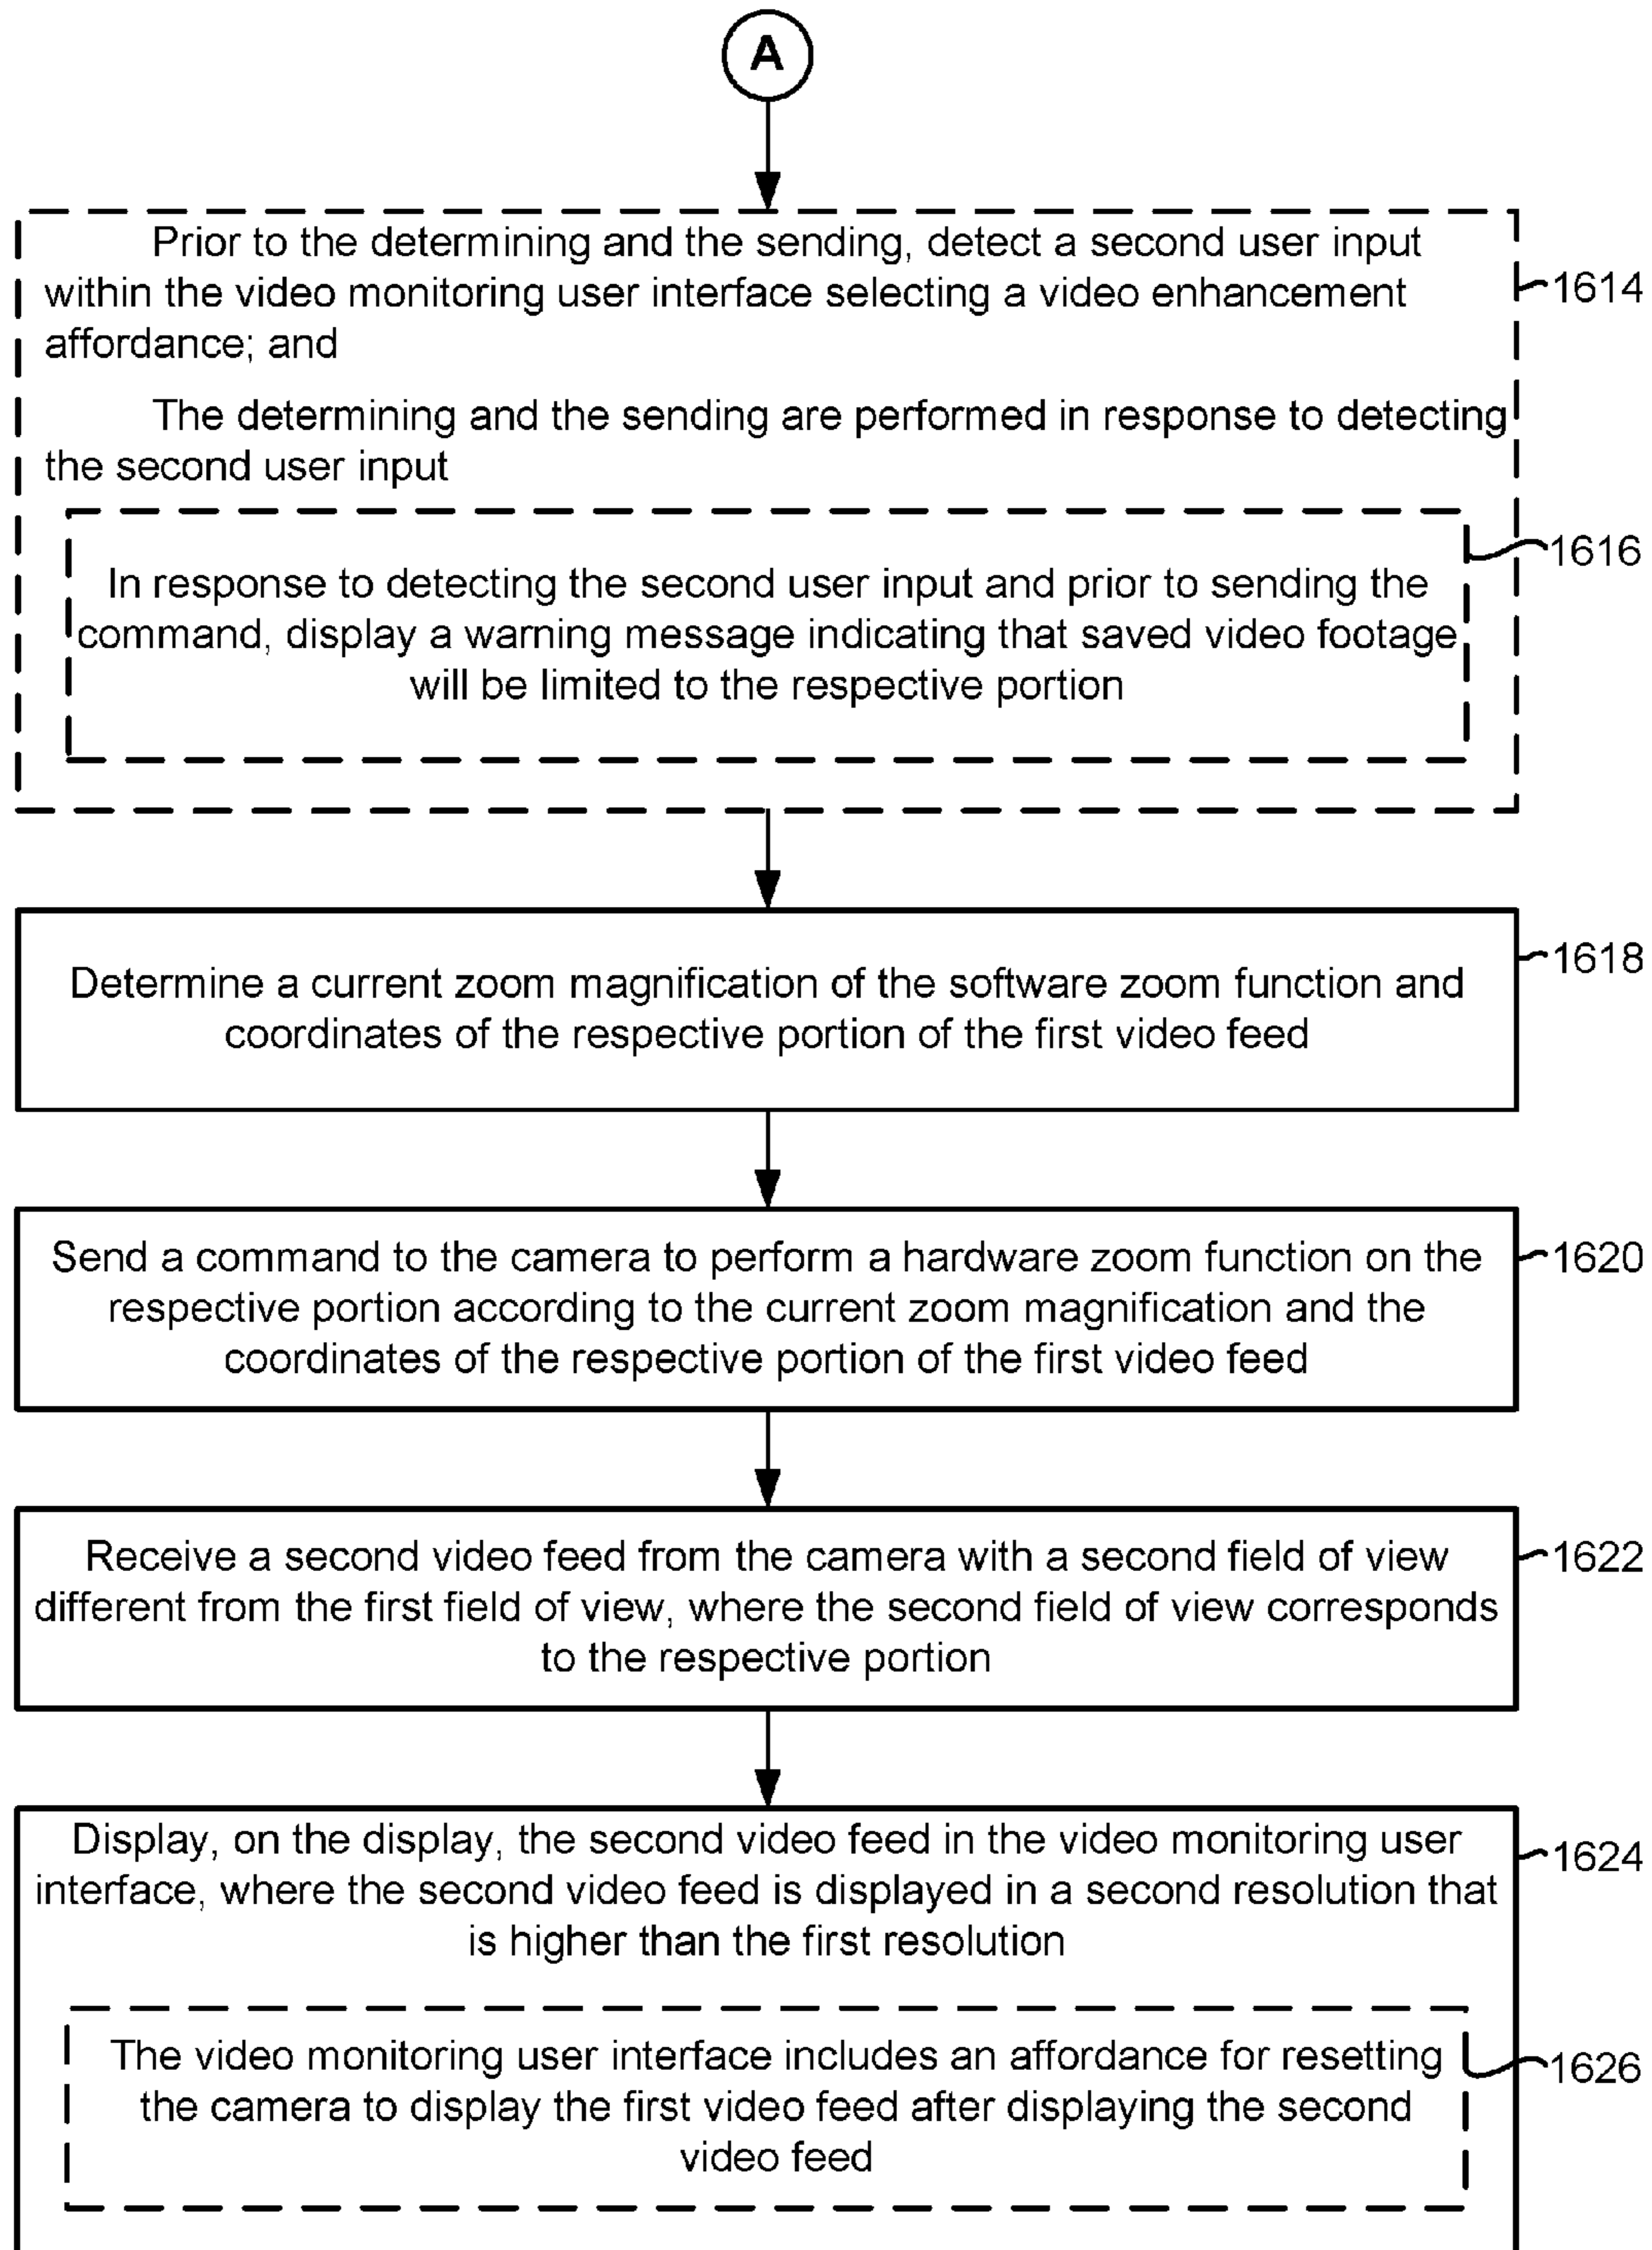 A
Prior to the determining and the sending, detect a second user input
within the video monitoring user interface selecting a video enhancement
affordance; and
1614
The determining and the sending are performed in response to detecting
the second user input
1616
In response to detecting the second user input and prior to sending the
command, display a warning message indicating that saved video footage
will be limited to the respective portion
1618
Determine a current zoom magnification of the software zoom function and
coordinates of the respective portion of the first video feed
1620
Send a command to the camera to perform a hardware zoom function on the
respective portion according to the current zoom magnification and the
coordinates of the respective portion of the first video feed
1622
Receive a second video feed from the camera with a second field of view
different from the first field of view, where the second field of view corresponds
to the respective portion
1624
Display, on the display, the second video feed in the video monitoring user
interface, where the second video feed is displayed in a second resolution that
is higher than the first resolution
1626
The video monitoring user interface includes an affordance for resetting
the camera to display the first video feed after displaying the second
video feed